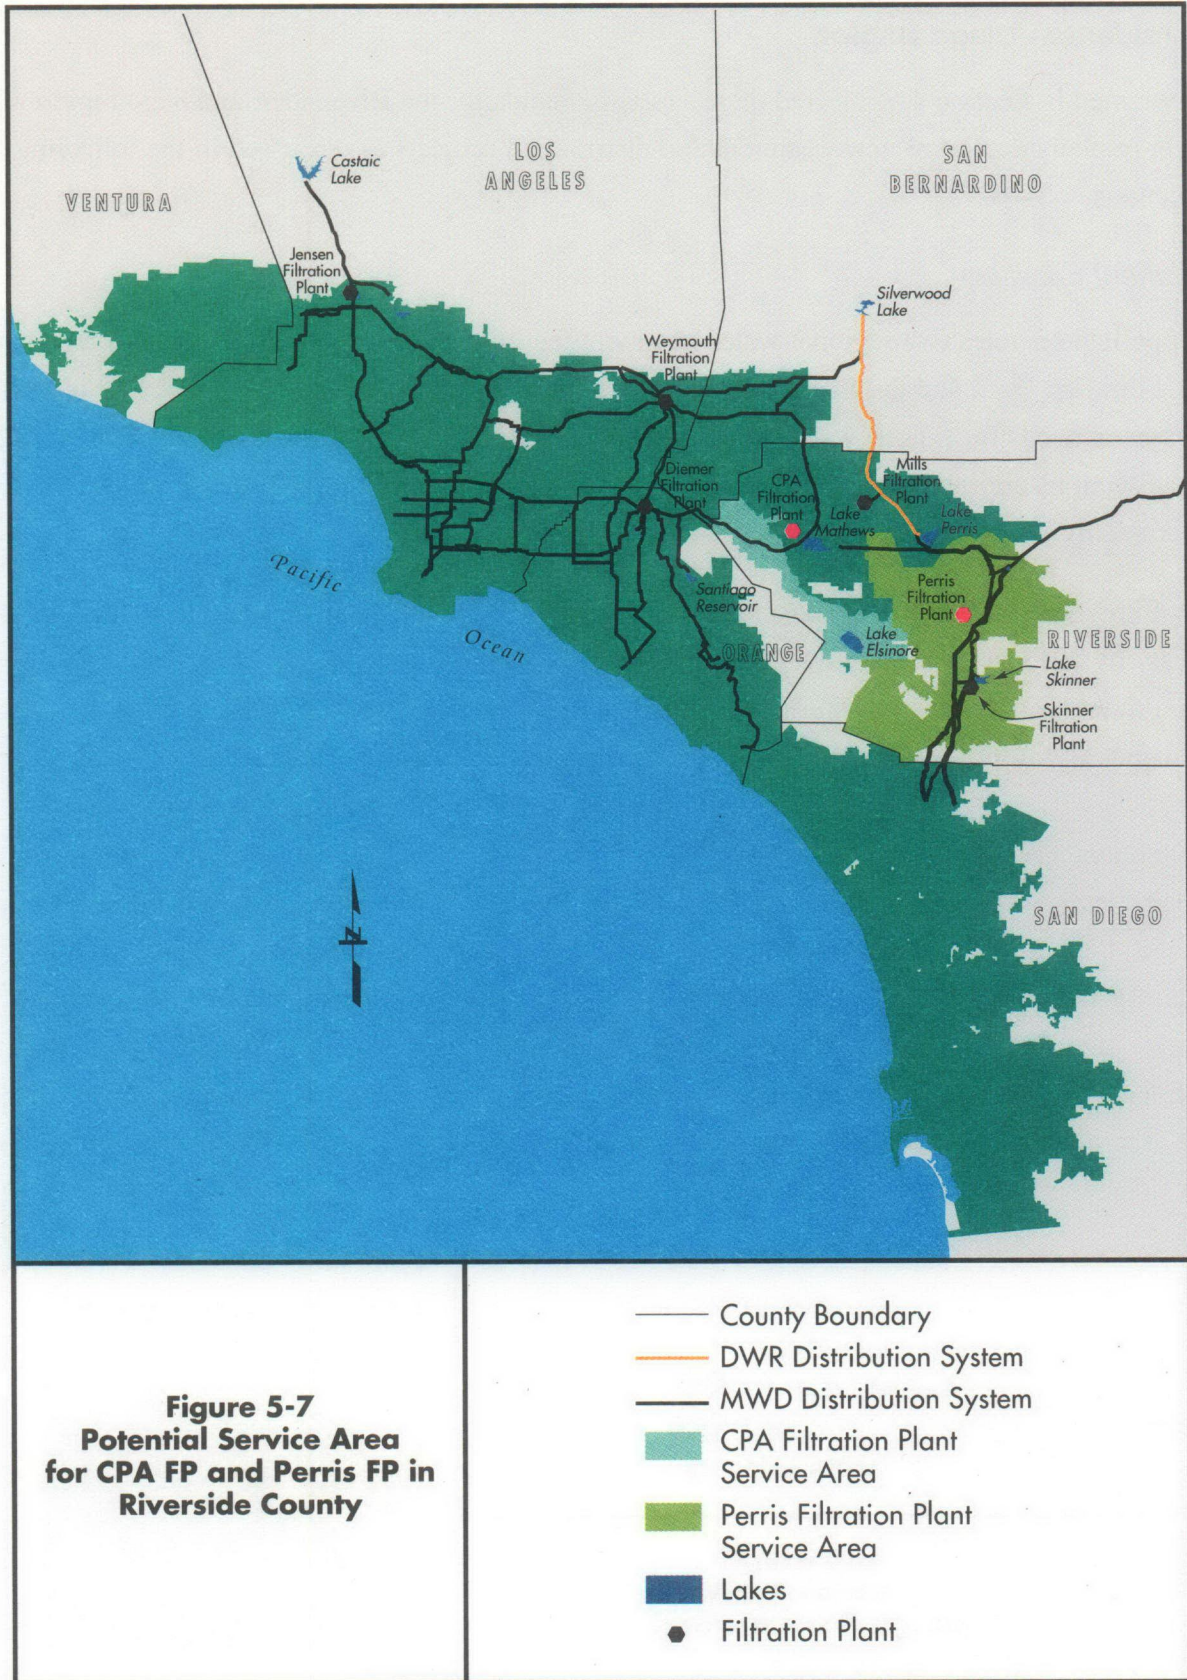 LOS
ANGELES
SAN
BERNARDINO
VENTURA
Castaic
Lake
Jensen
Filtration
Plant
Silverwood
Lake
Weymouth
Filtration
Plant
Diemer
Filtration
Plant
CPA
Filtration
Plant
Mills
Filtration
Plant
Lake
Mathews
Lake
Perris
Pacific
Ocean
Santiago
Reservoir
Perris
Filtration
Plant
ORANGE
Lake
Elsinore
RIVERSIDE
Lake
Skinner
Skinner
Filtration
Plant
SAN DIEGO
N
Figure 5-7
Potential Service Area
for CPA FP and Perris FP in
Riverside County
County Boundary
DWR Distribution System
MWD Distribution System
CPA Filtration Plant
Service Area
Perris Filtration Plant
Service Area
Lakes
Filtration Plant